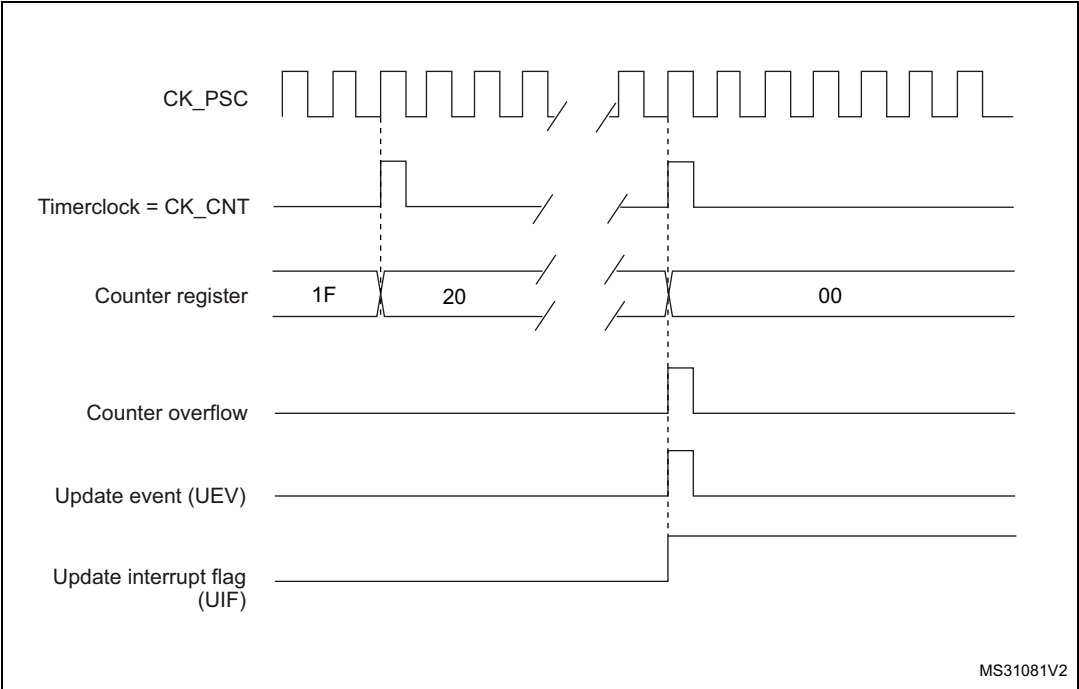 CK_PSC
Timerclock = CK_CNT
Counter register
1F
20
00
Counter overflow
Update event (UEV)
Update interrupt flag
(UIF)
MS31081V2